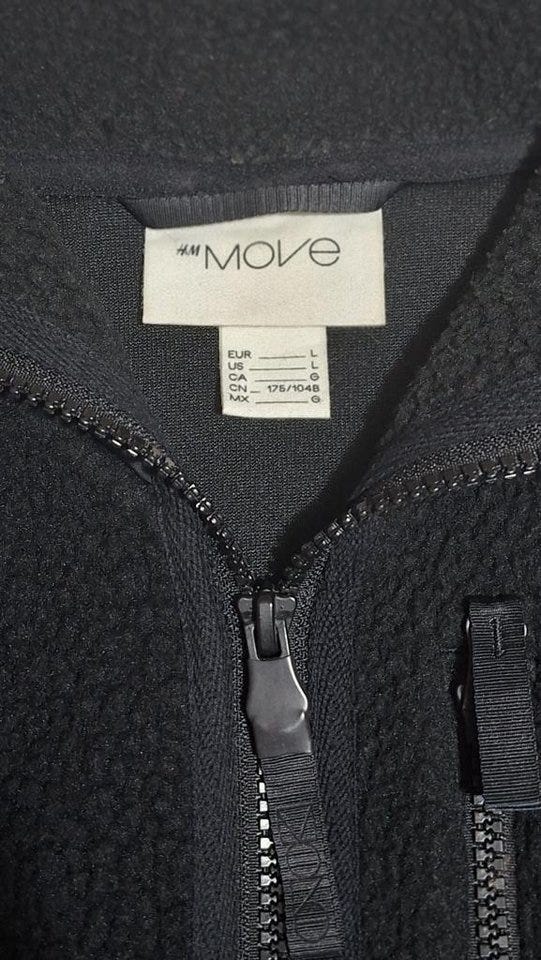 H&M MOVE
EUR L
US L
CA G
CN 175/104B
MX G